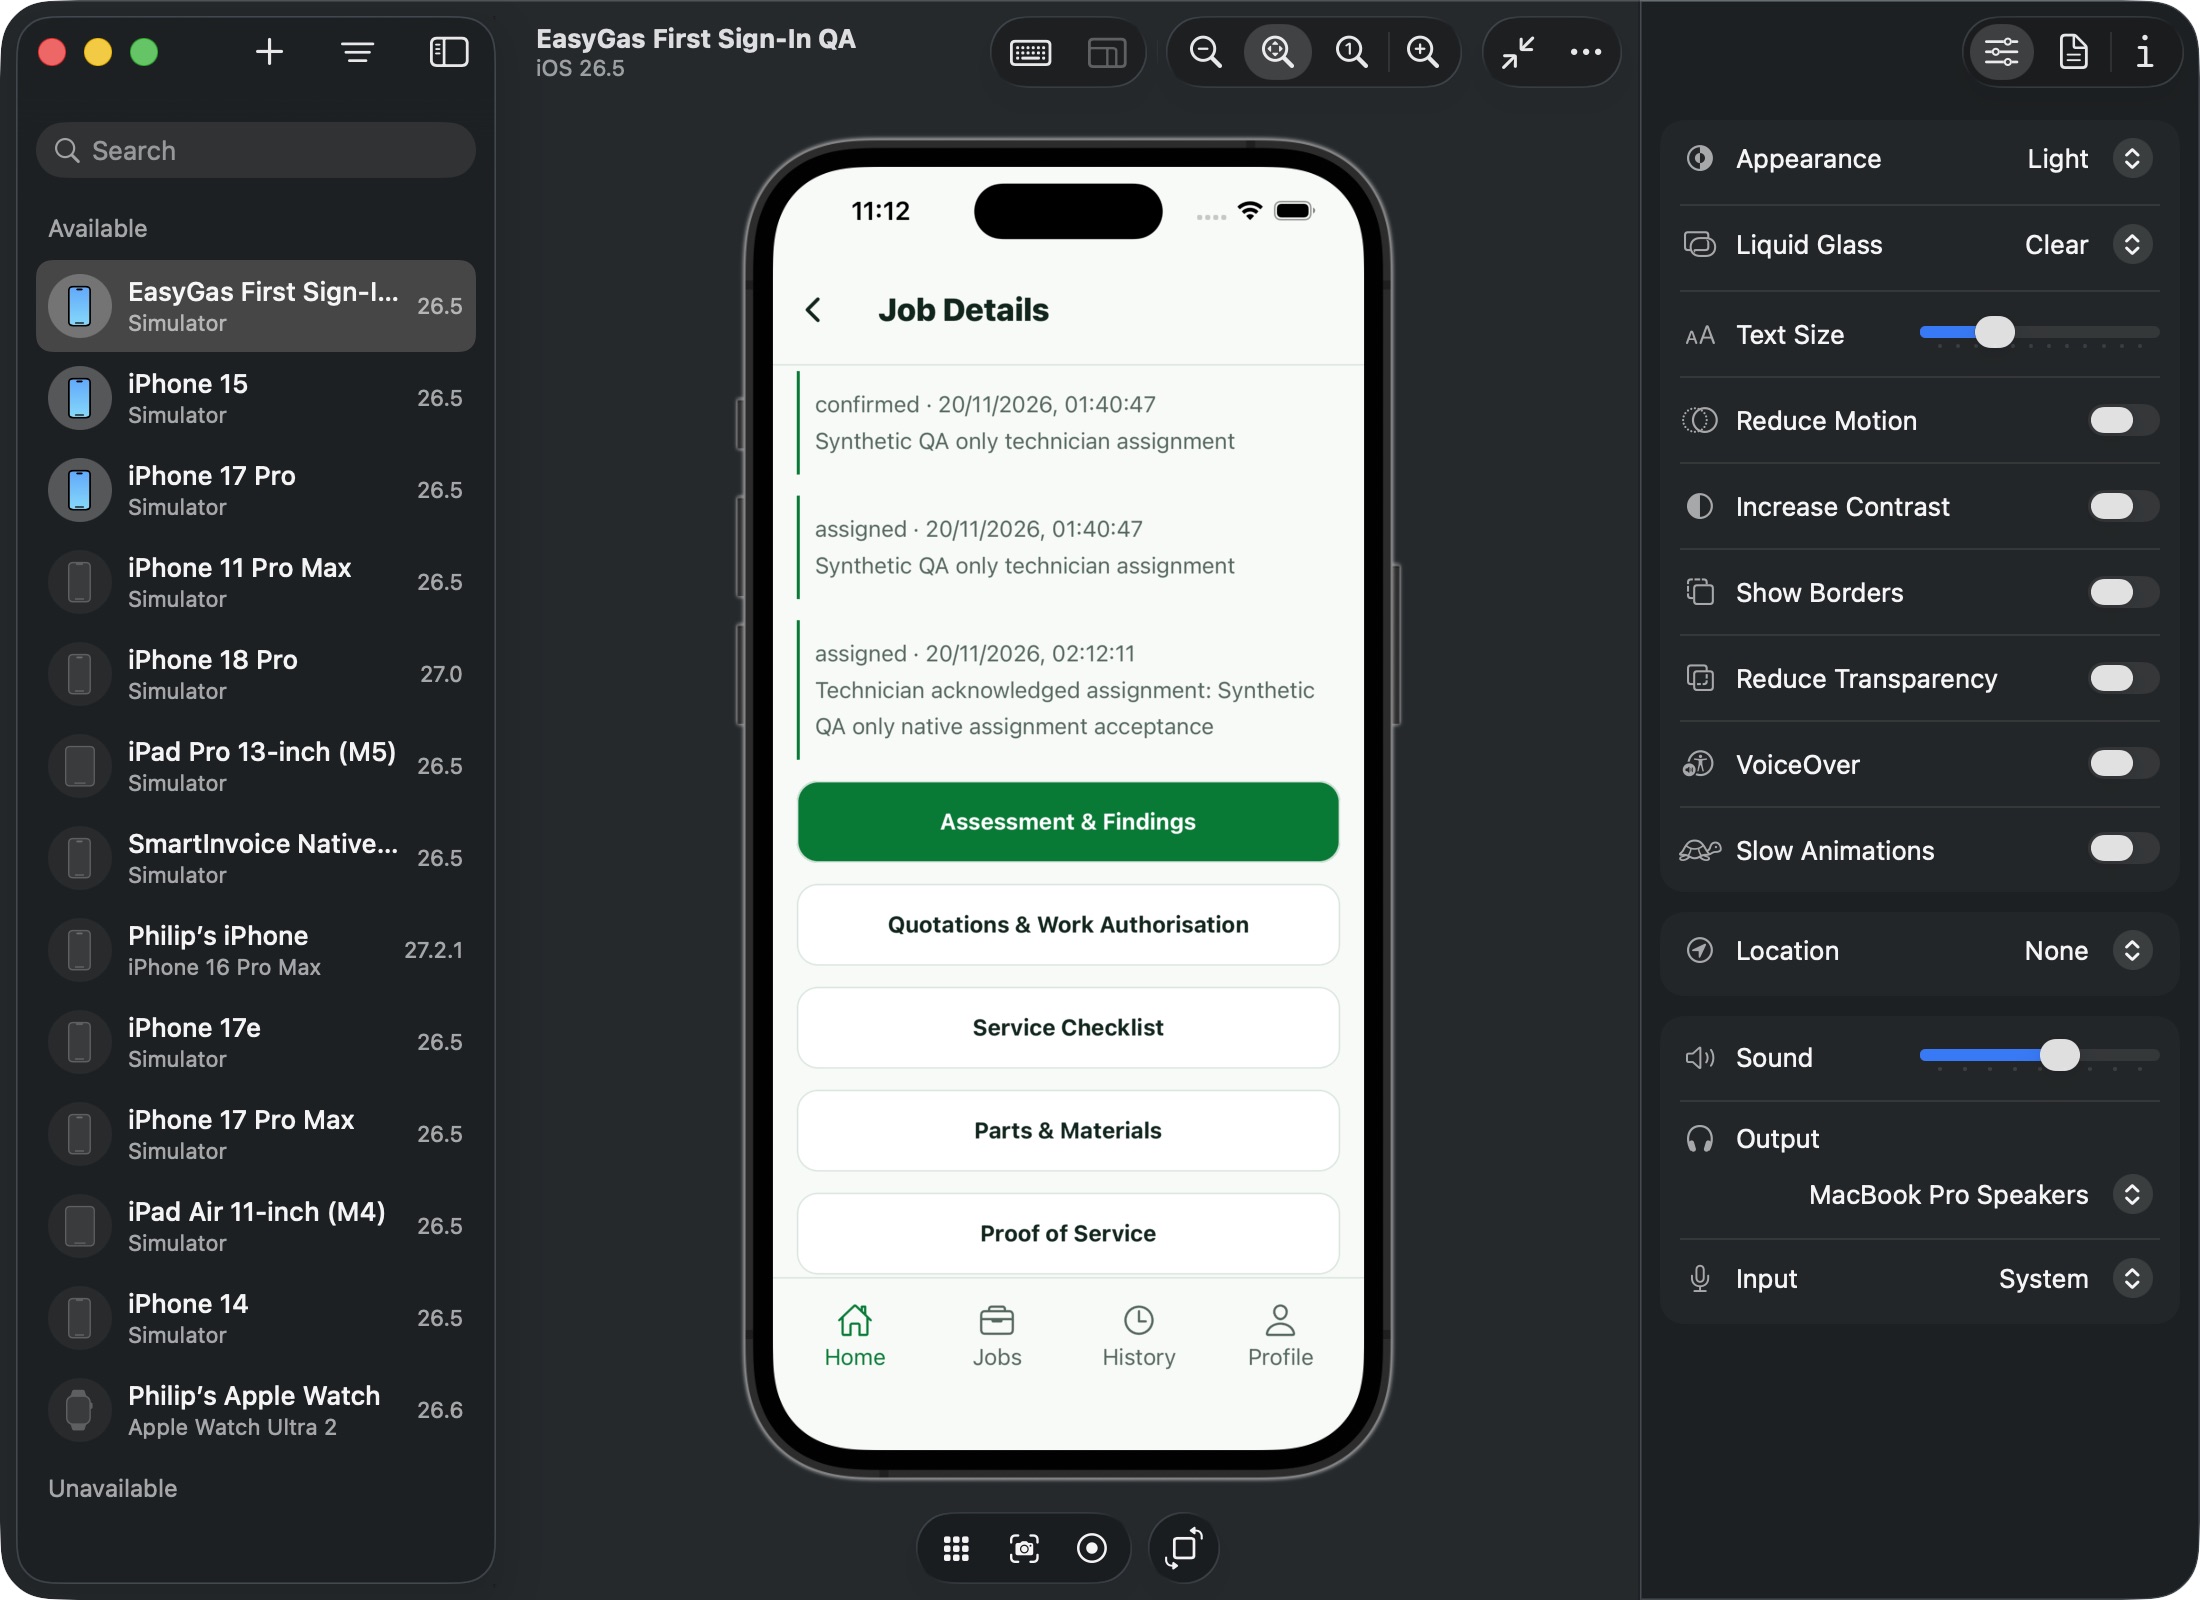 EasyGas First Sign-In QA
iOS 26.5
Search
Available
EasyGas First Sign-I...
Simulator
26.5
iPhone 15
Simulator
26.5
iPhone 17 Pro
Simulator
26.5
iPhone 11 Pro Max
Simulator
26.5
iPhone 18 Pro
Simulator
27.0
iPad Pro 13-inch (M5)
Simulator
26.5
SmartInvoice Native...
Simulator
26.5
Philip’s iPhone
iPhone 16 Pro Max
27.2.1
iPhone 17e
Simulator
26.5
iPhone 17 Pro Max
Simulator
26.5
iPad Air 11-inch (M4)
Simulator
26.5
iPhone 14
Simulator
26.5
Philip’s Apple Watch
Apple Watch Ultra 2
26.6
Unavailable
11:12
Job Details
confirmed · 20/11/2026, 01:40:47
Synthetic QA only technician assignment
assigned · 20/11/2026, 01:40:47
Synthetic QA only technician assignment
assigned · 20/11/2026, 02:12:11
Technician acknowledged assignment: Synthetic
QA only native assignment acceptance
Assessment & Findings
Quotations & Work Authorisation
Service Checklist
Parts & Materials
Proof of Service
Home
Jobs
History
Profile
Appearance
Light
Liquid Glass
Clear
AA Text Size
Reduce Motion
Increase Contrast
Show Borders
Reduce Transparency
VoiceOver
Slow Animations
Location
None
Sound
Output
MacBook Pro Speakers
Input
System